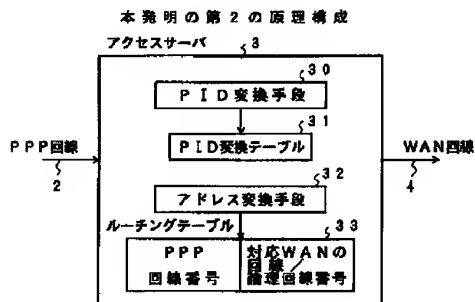 本発明の第2の原理構成
アクセスサーバ 3
30
PID変換手段
31
PID変換テーブル
PPP回線
2
WAN回線
4
32
アドレス変換手段
ルーチングテーブル 33
PPP
回線番号
対応WANの
回線
論理回線番号